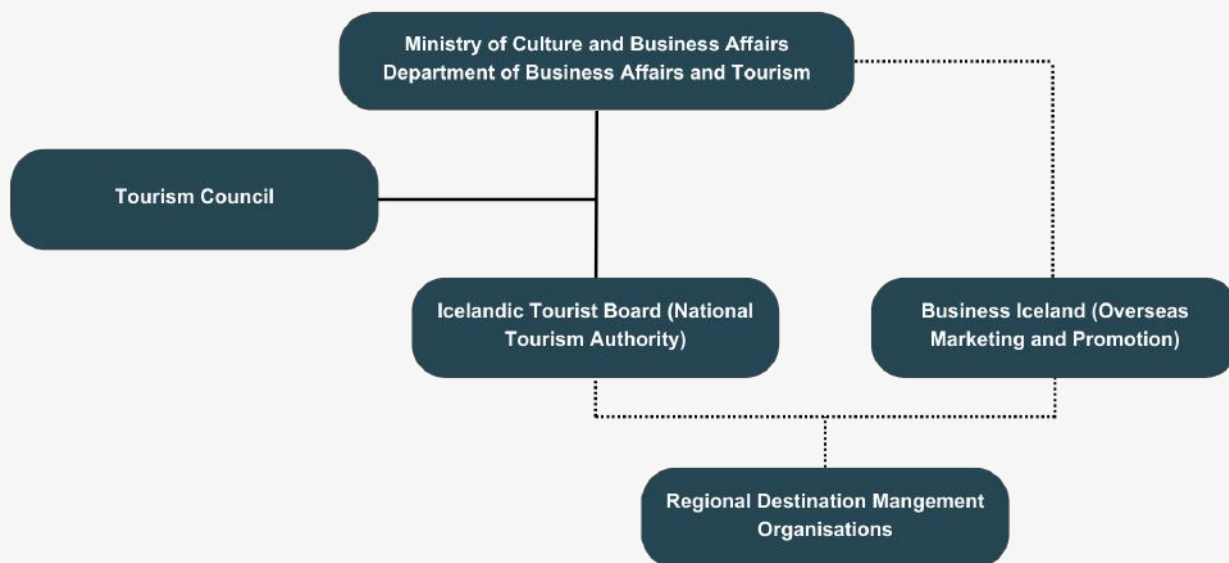 Ministry of Culture and Business Affairs
Department of Business Affairs and Tourism
Tourism Council
Icelandic Tourist Board (National
Tourism Authority)
Business Iceland (Overseas
Marketing and Promotion)
Regional Destination Mangement
Organisations